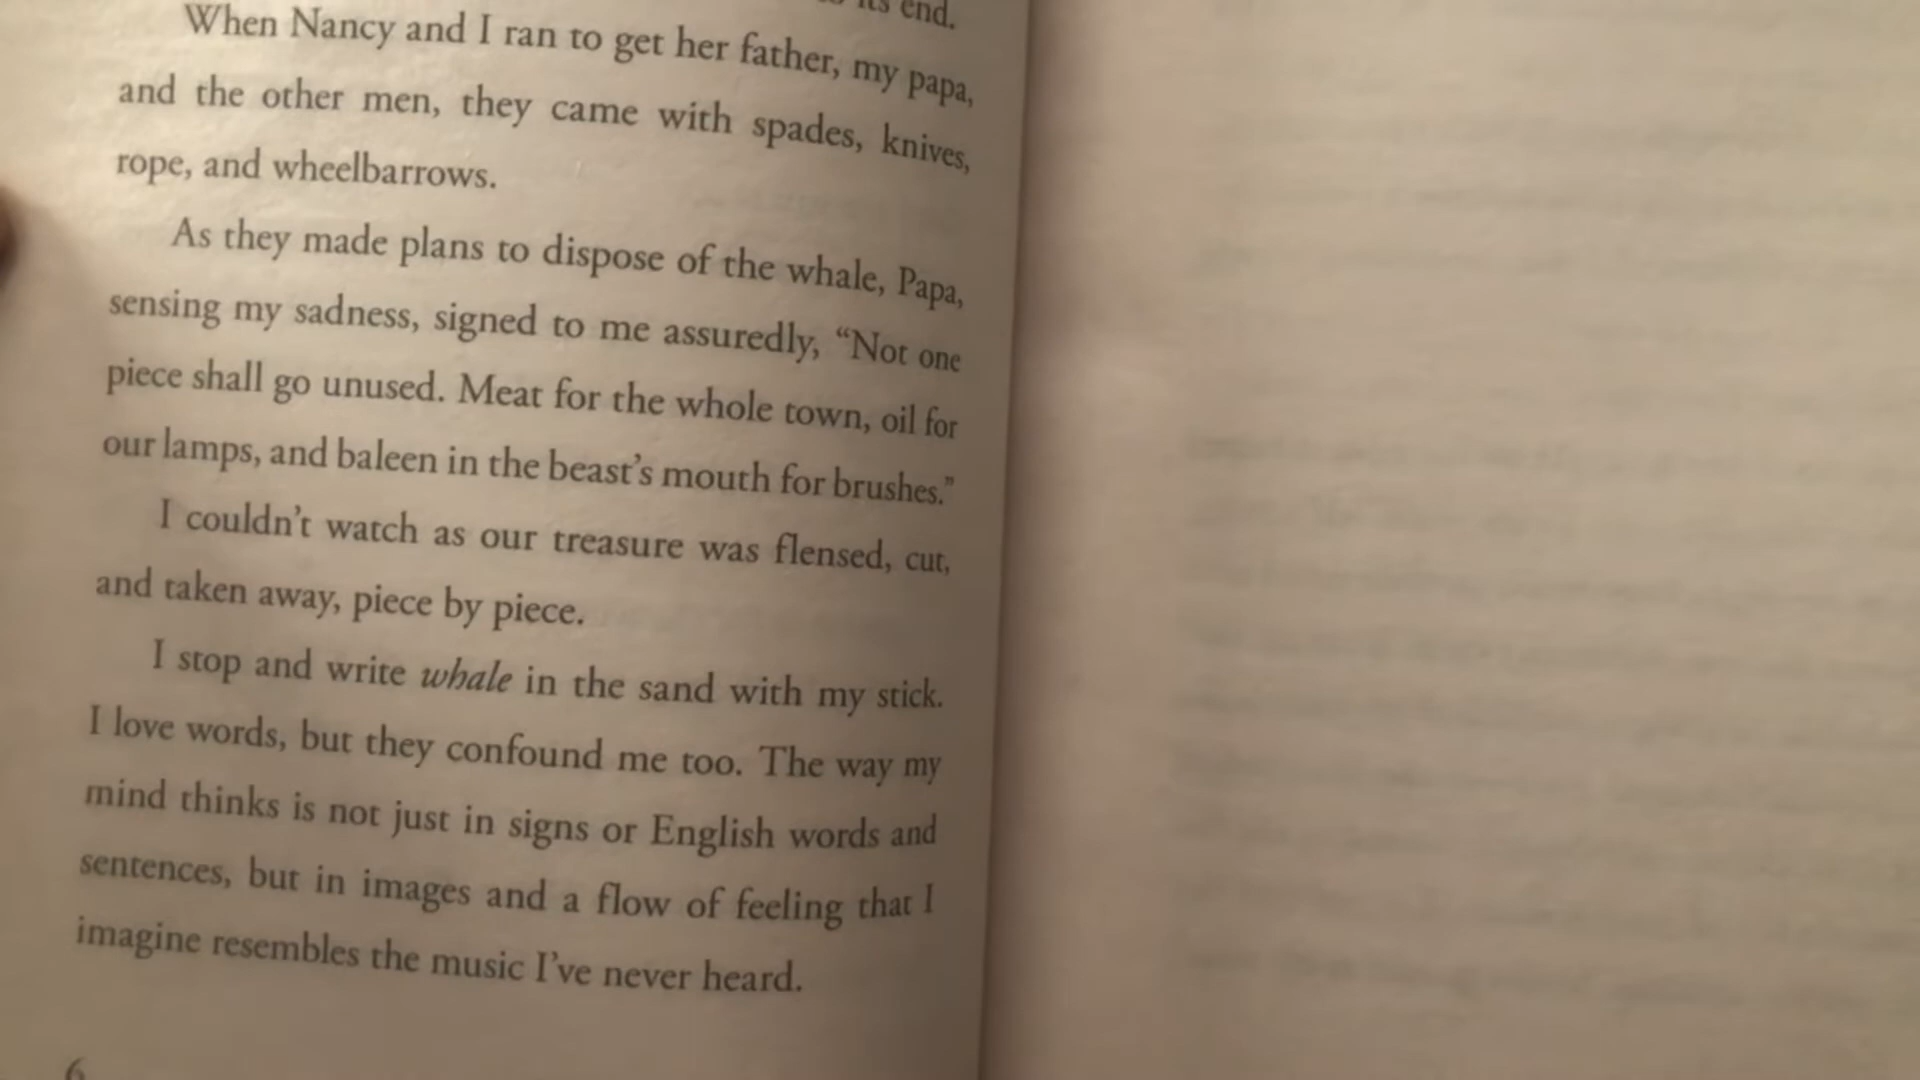 its end.
When Nancy and I ran to get her father, my papa,
and the other men, they came with spades, knives,
rope, and wheelbarrows.
As they made plans to dispose of the whale, Papa,
sensing my sadness, signed to me assuredly, “Not one
piece shall go unused. Meat for the whole town, oil for
our lamps, and baleen in the beast’s mouth for brushes.”
I couldn’t watch as our treasure was flensed, cut,
and taken away, piece by piece.
I stop and write whale in the sand with my stick.
I love words, but they confound me too. The way my
mind thinks is not just in signs or English words and
sentences, but in images and a flow of feeling that I
imagine resembles the music I’ve never heard.
6